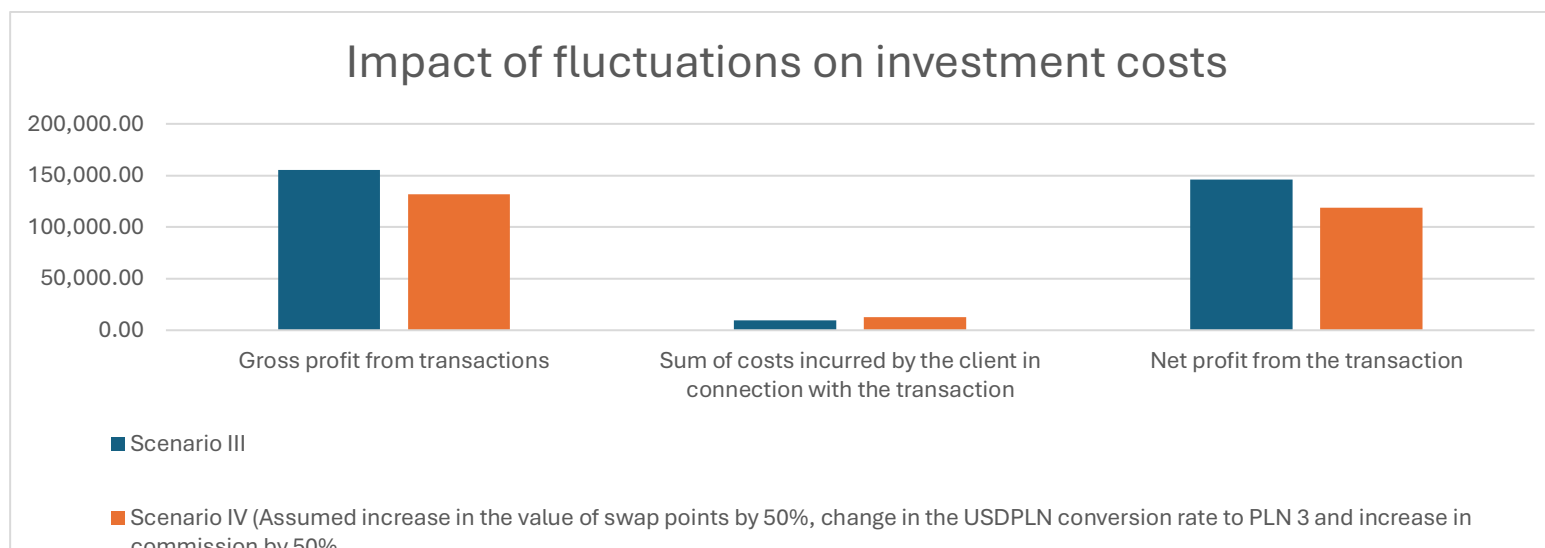 Impact of fluctuations on investment costs
200,000.00
150,000.00
100,000.00
50,000.00
0.00
Gross profit from transactions
Sum of costs incurred by the client in
connection with the transaction
Net profit from the transaction
Scenario III
Scenario IV (Assumed increase in the value of swap points by 50%, change in the USDPLN conversion rate to PLN 3 and increase in
commission by 50%